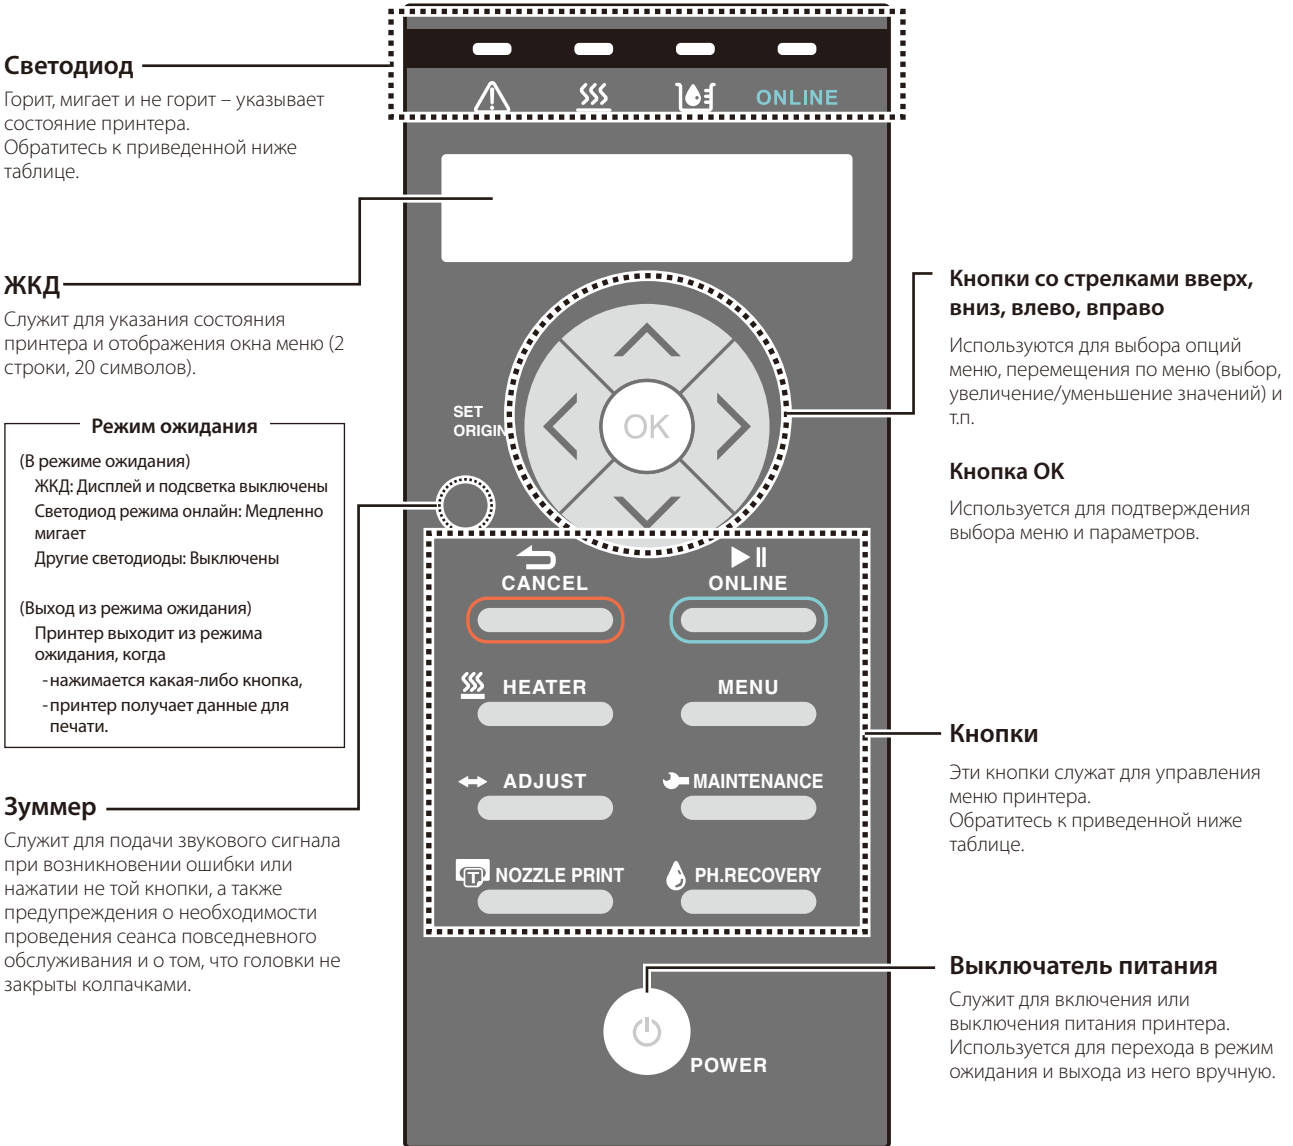 Светодиод
Горит, мигает и не горит – указывает
состояние принтера.
Обратитесь к приведенной ниже
таблице.
ЖКД
Служит для указания состояния
принтера и отображения окна меню (2
строки, 20 символов).
Режим ожидания
(В режиме ожидания)
ЖКД: Дисплей и подсветка выключены
Светодиод режима онлайн: Медленно
мигает
Другие светодиоды: Выключены
(Выход из режима ожидания)
Принтер выходит из режима
ожидания, когда
- нажимается какая-либо кнопка,
- принтер получает данные для
печати.
Зуммер
Служит для подачи звукового сигнала
при возникновении ошибки или
нажатии не той кнопки, а также
предупреждения о необходимости
проведения сеанса повседневного
обслуживания и о том, что головки не
закрыты колпачками.
ONLINE
SET
ORIGIN
OK
CANCEL
ONLINE
HEATER
MENU
ADJUST
MAINTENANCE
NOZZLE PRINT
PH.RECOVERY
POWER
Кнопки со стрелками вверх,
вниз, влево, вправо
Используются для выбора опций
меню, перемещения по меню (выбор,
увеличение/уменьшение значений) и
т.п.
Кнопка OK
Используется для подтверждения
выбора меню и параметров.
Кнопки
Эти кнопки служат для управления
меню принтера.
Обратитесь к приведенной ниже
таблице.
Выключатель питания
Служит для включения или
выключения питания принтера.
Используется для перехода в режим
ожидания и выхода из него вручную.